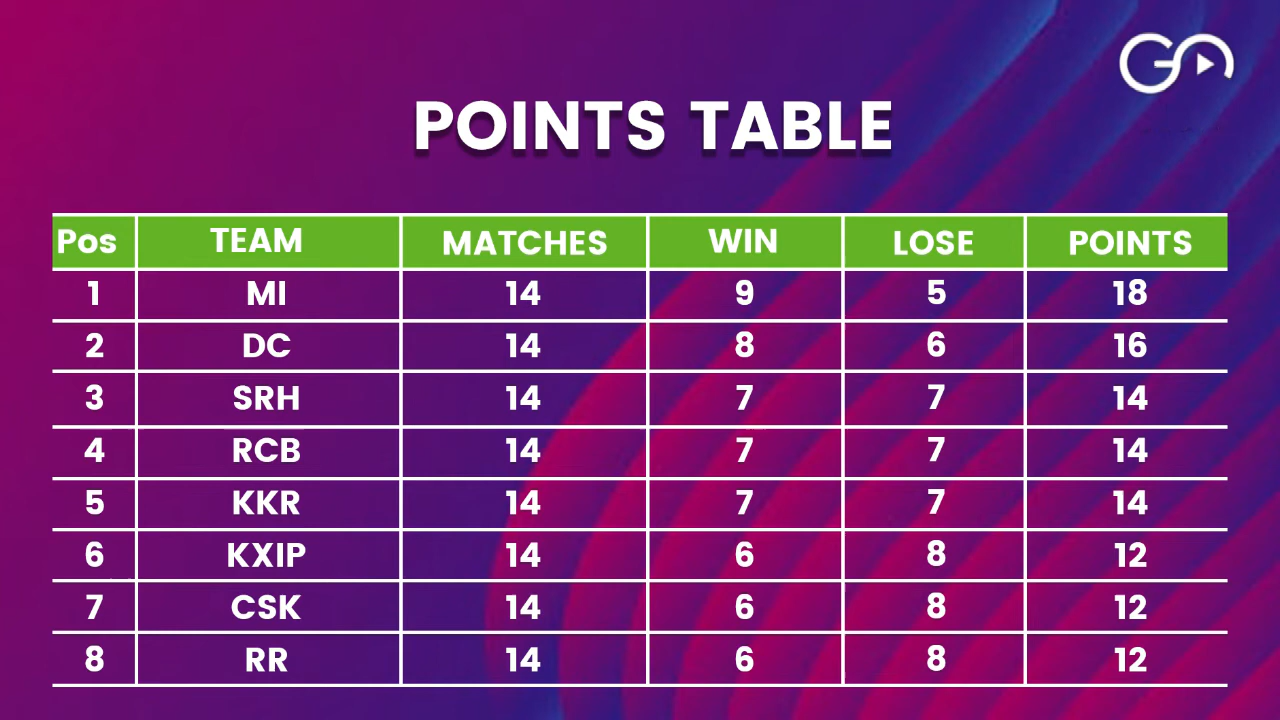 POINTS TABLE
Pos TEAM MATCHES WIN LOSE POINTS
1 MI 14 9 5 18
2 DC 14 8 6 16
3 SRH 14 7 7 14
4 RCB 14 7 7 14
5 KKR 14 7 7 14
6 KXIP 14 6 8 12
7 CSK 14 6 8 12
8 RR 14 6 8 12